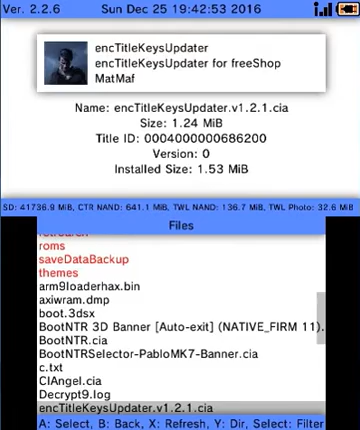 Ver. 2.2.6
Sun Dec 25 19:42:53 2016
encTitleKeysUpdater
encTitleKeysUpdater for freeShop
MatMaf
Name: encTitleKeysUpdater.v1.2.1.cia
Size: 1.24 MiB
Title ID: 0004000000686200
Version: 0
Installed Size: 1.53 MiB
SD: 41736.9 MiB, CTR NAND: 641.1 MiB, TWL NAND: 136.7 MiB, TWL Photo: 32.6 MiB
Files
roms
saveDataBackup
themes
arm9loaderhax.bin
axiwram.dmp
boot.3dsx
BootNTR 3D Banner [Auto-exit] (NATIVE_FIRM 11).
BootNTR.cia
BootNTRSelector-PabloMK7-Banner.cia
c.txt
CIAngel.cia
Decrypt9.log
encTitleKeysUpdater.v1.2.1.cia
A: Select, B: Back, X: Refresh, Y: Dir, Select: Filter